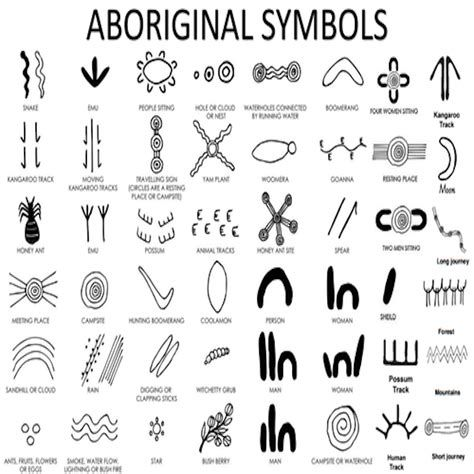 ABORIGINAL SYMBOLS
SNAKE
EMU
PEOPLE SITTING
HOLE OR CLOUD
OR NEST
WATERHOLES CONNECTED
BY RUNNING WATER
BOOMERANG
FOUR WOMEN SITTING
Kangaroo
Track
KANGAROO TRACK
MOVING
KANGAROO TRACKS
TRAVELLING SIGN
(CIRCLES ARE A RESTING
PLACE OR CAMPSITE)
YAM PLANT
WOOMERA
GOANNA
RESTING PLACE
Moon
HONEY ANT
EMU
POSSUM
ANIMAL TRACKS
HONEY ANT SITE
SPEAR
TWO MEN SITTING
Long journey
MEETING PLACE
CAMPSITE
HUNTING BOOMERANG
COOLAMON
PERSON
WOMAN
SHEILD
Forest
SANDHILL OR CLOUD
RAIN
DIGGING OR
CLAPPING STICKS
WITCHETTY GRUB
MAN
WOMAN
Possum
Track
Mountains
ANTS, FRUITS, FLOWERS
OR EGGS
SMOKE, WATER FLOW,
LIGHTNING OR BUSH FIRE
STAR
BUSH BERRY
MAN
CAMPSITE OR WATERHOLE
Human
Track
Short journey